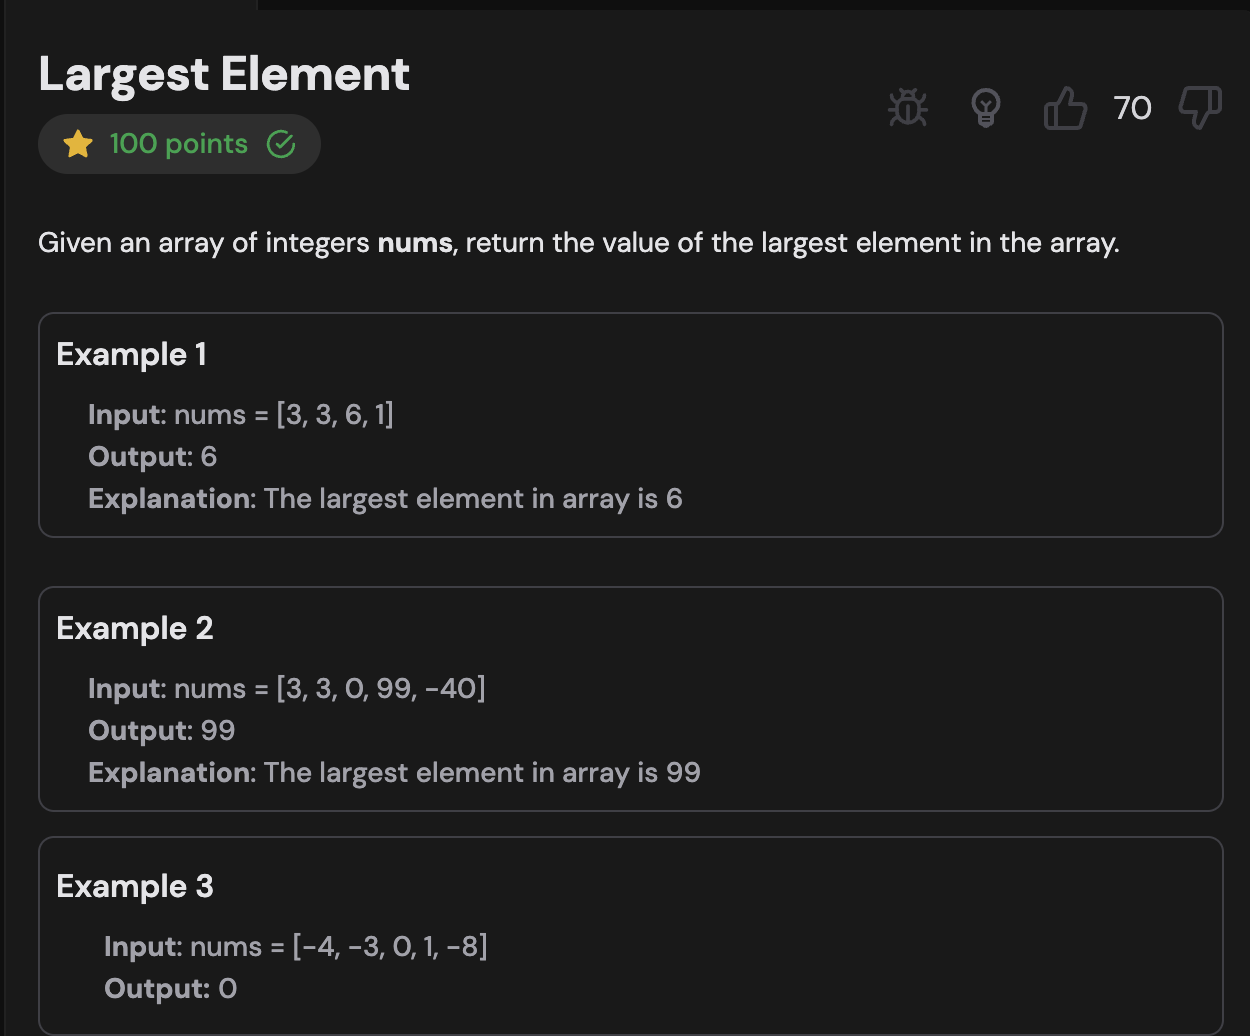 Largest Element
70
100 points
Given an array of integers nums, return the value of the largest element in the array.
Example 1
Input: nums = [3, 3, 6, 1]
Output: 6
Explanation: The largest element in array is 6
Example 2
Input: nums = [3, 3, 0, 99, -40]
Output: 99
Explanation: The largest element in array is 99
Example 3
Input: nums = [-4, -3, 0, 1, -8]
Output: 0